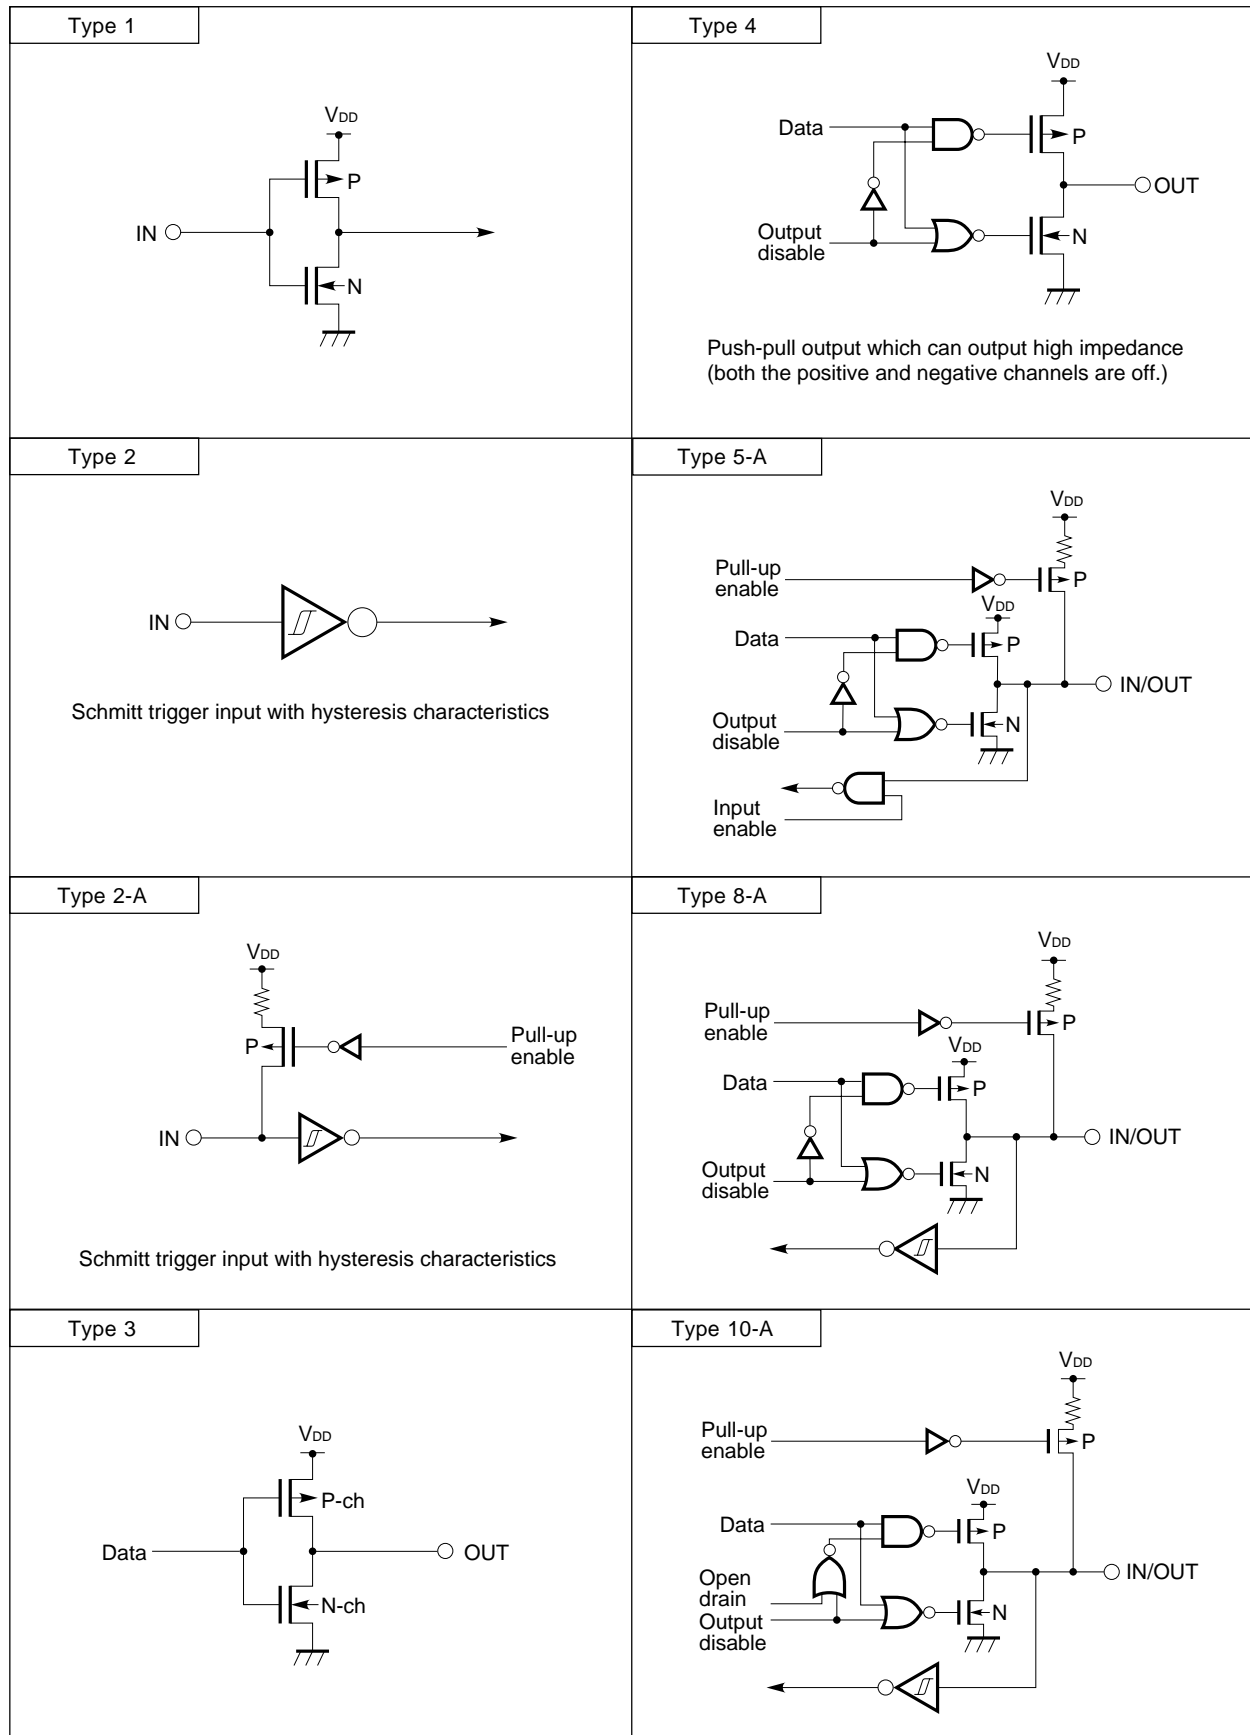 Type 1
VDD
P
IN
N
Type 4
VDD
Data
P
OUT
Output
disable
N
Push-pull output which can output high impedance
(both the positive and negative channels are off.)
Type 2
IN
Schmitt trigger input with hysteresis characteristics
Type 5-A
VDD
Pull-up
enable
P
VDD
Data
P
IN/OUT
Output
disable
N
Input
enable
Type 2-A
VDD
P
Pull-up
enable
IN
Schmitt trigger input with hysteresis characteristics
Type 8-A
VDD
Pull-up
enable
P
VDD
Data
P
IN/OUT
Output
disable
N
Type 3
VDD
P-ch
Data
OUT
N-ch
Type 10-A
VDD
Pull-up
enable
P
VDD
Data
P
IN/OUT
Open
drain
N
Output
disable